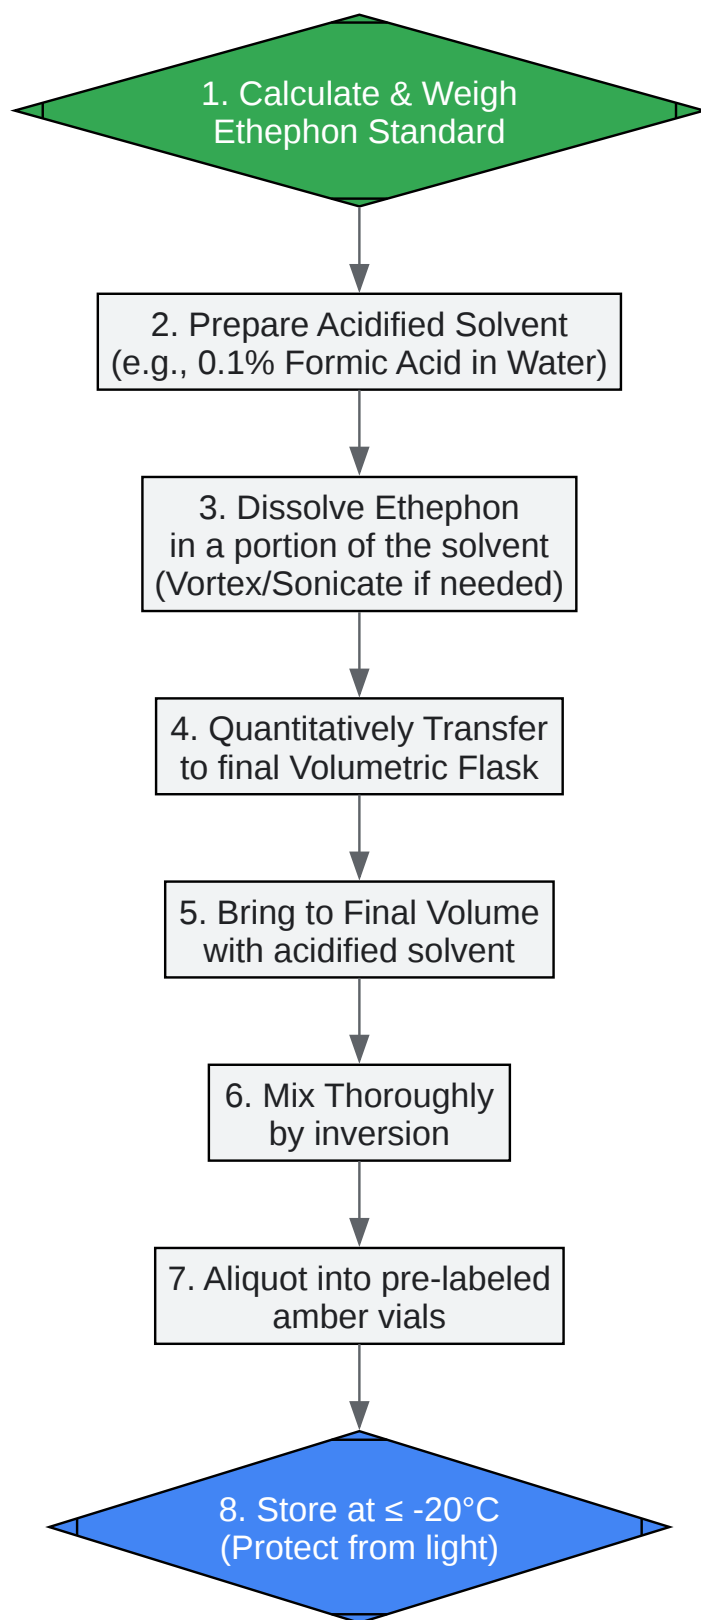 1. Calculate & Weigh
Ethephon Standard
2. Prepare Acidified Solvent
(e.g., 0.1% Formic Acid in Water)
3. Dissolve Ethephon
in a portion of the solvent
(Vortex/Sonicate if needed)
4. Quantitatively Transfer
to final Volumetric Flask
5. Bring to Final Volume
with acidified solvent
6. Mix Thoroughly
by inversion
7. Aliquot into pre-labeled
amber vials
8. Store at ≤ -20°C
(Protect from light)